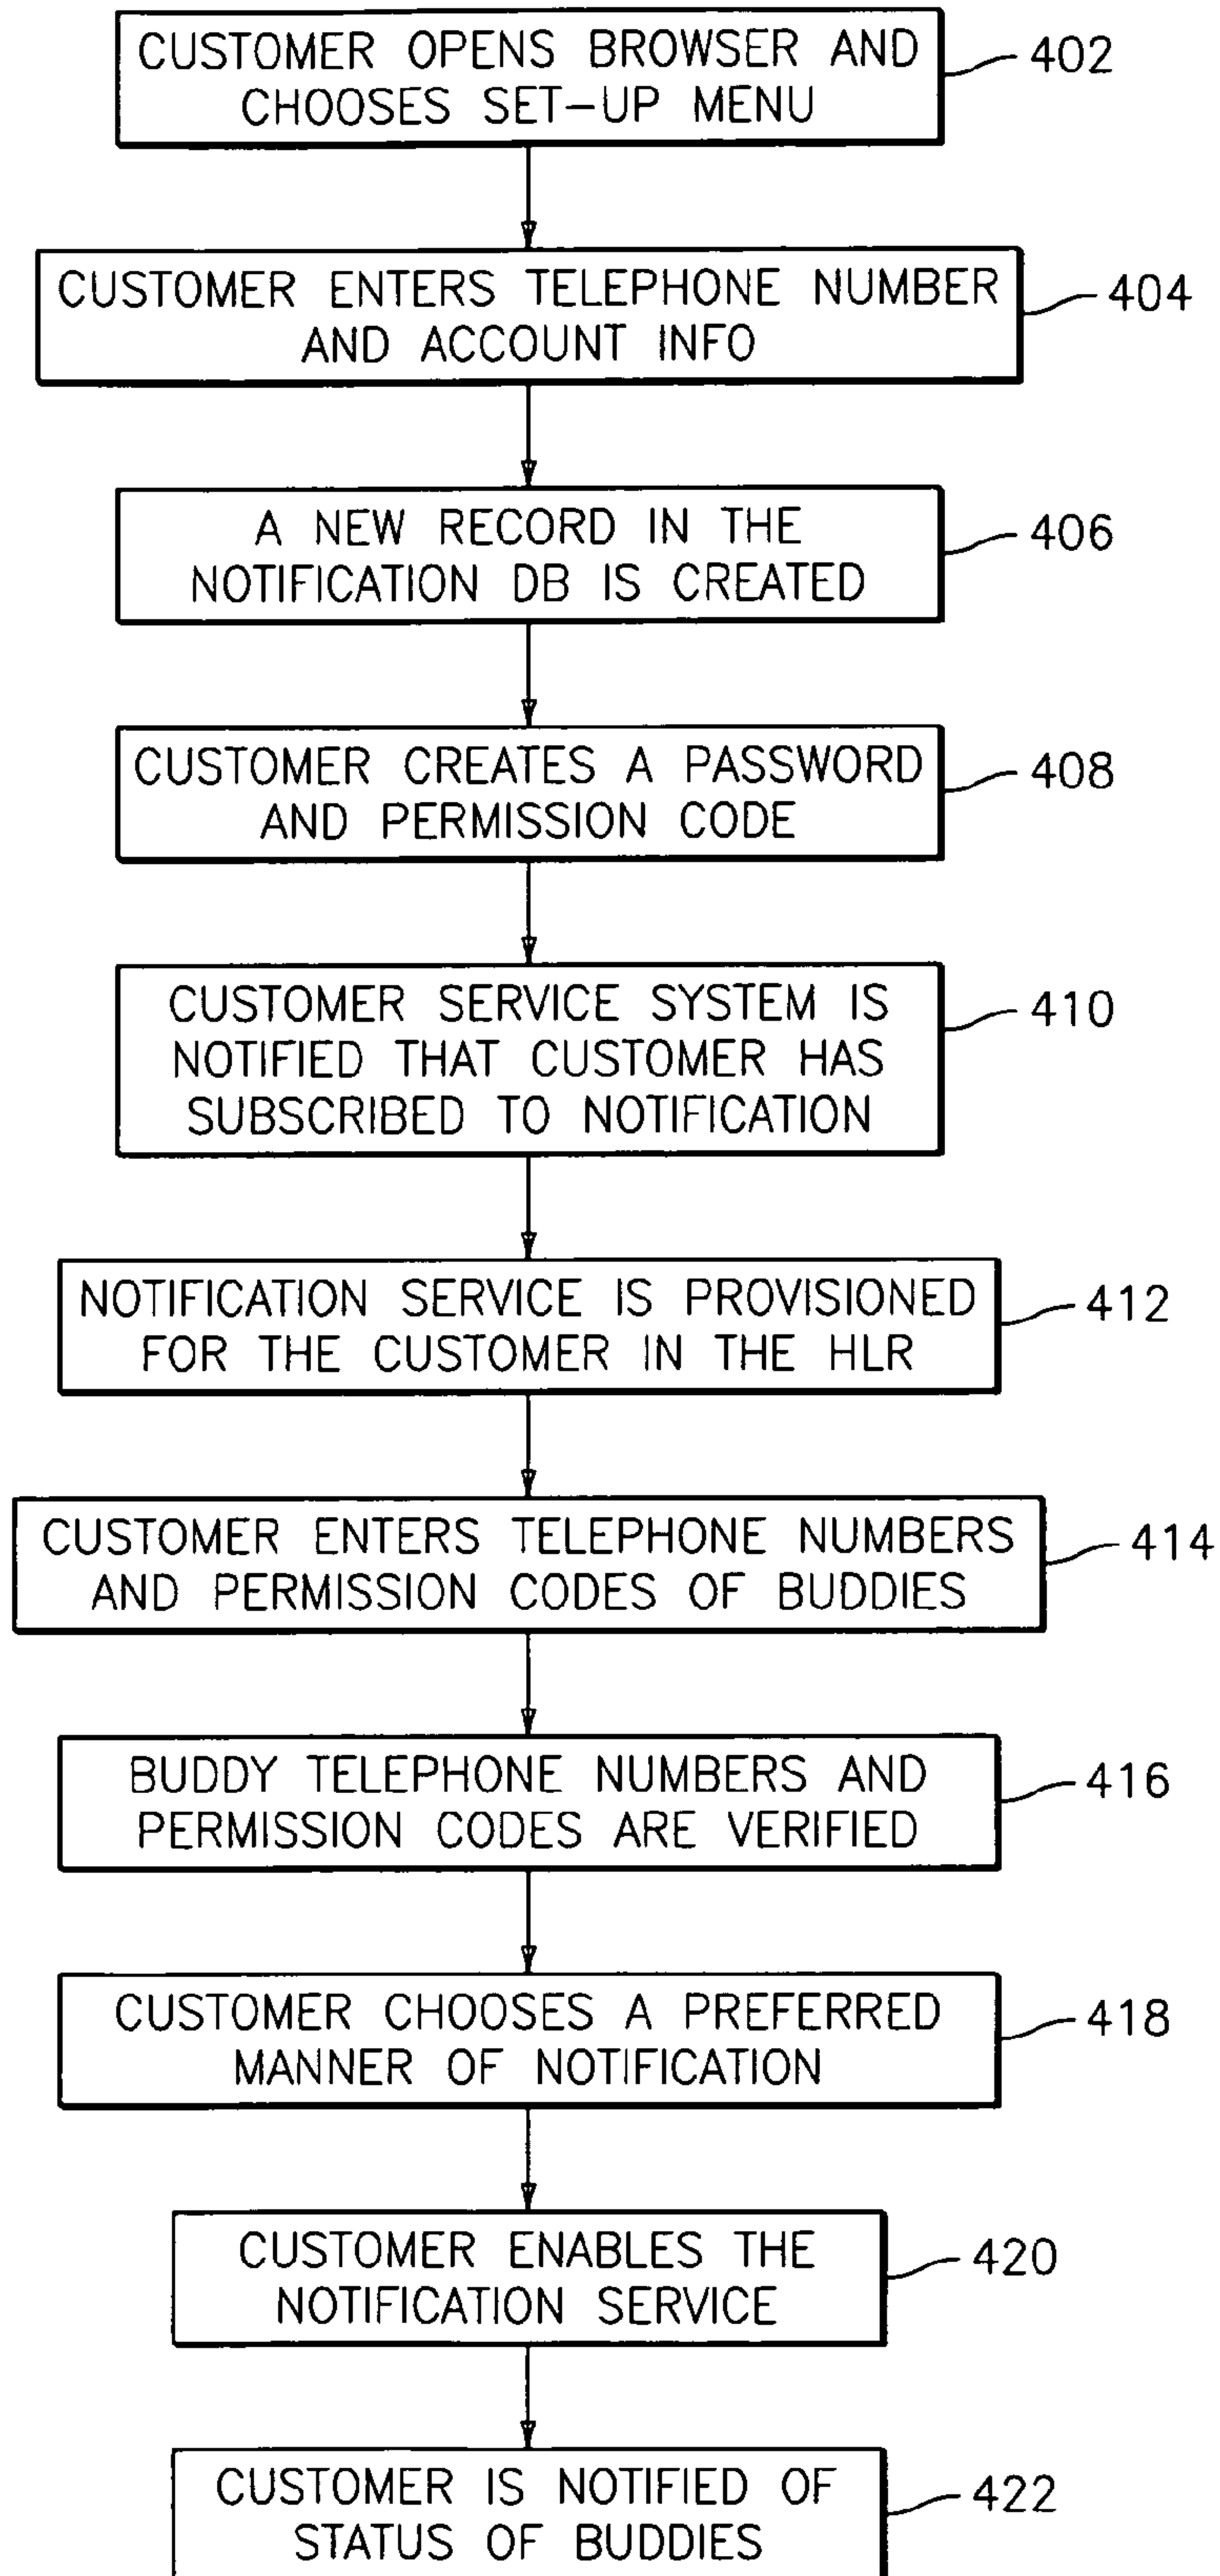 CUSTOMER OPENS BROWSER AND
CHOOSES SET-UP MENU
402
CUSTOMER ENTERS TELEPHONE NUMBER
AND ACCOUNT INFO
404
A NEW RECORD IN THE
NOTIFICATION DB IS CREATED
406
CUSTOMER CREATES A PASSWORD
AND PERMISSION CODE
408
CUSTOMER SERVICE SYSTEM IS
NOTIFIED THAT CUSTOMER HAS
SUBSCRIBED TO NOTIFICATION
410
NOTIFICATION SERVICE IS PROVISIONED
FOR THE CUSTOMER IN THE HLR
412
CUSTOMER ENTERS TELEPHONE NUMBERS
AND PERMISSION CODES OF BUDDIES
414
BUDDY TELEPHONE NUMBERS AND
PERMISSION CODES ARE VERIFIED
416
CUSTOMER CHOOSES A PREFERRED
MANNER OF NOTIFICATION
418
CUSTOMER ENABLES THE
NOTIFICATION SERVICE
420
CUSTOMER IS NOTIFIED OF
STATUS OF BUDDIES
422